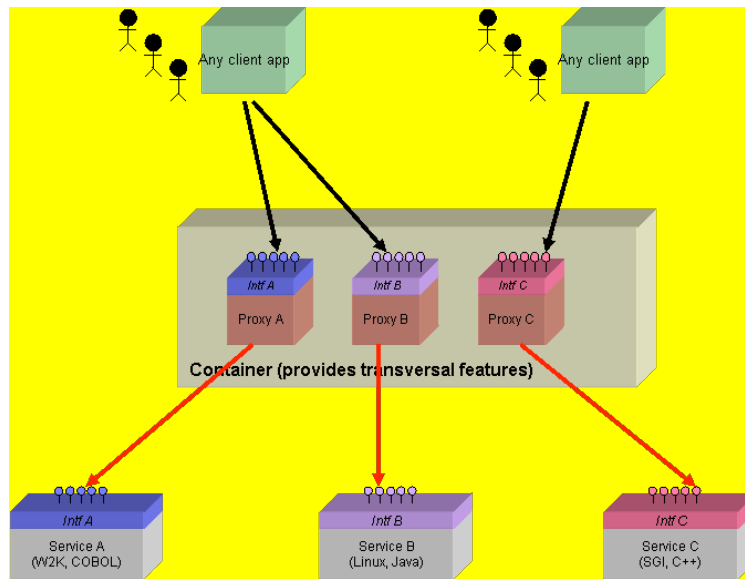 Any client app
Any client app
Intf A
Intf B
Intf C
Proxy A
Proxy B
Proxy C
Container (provides transversal features)
Intf A
Intf B
Intf C
Service A
(W2K, COBOL)
Service B
(Linux, Java)
Service C
(SGI, C++)